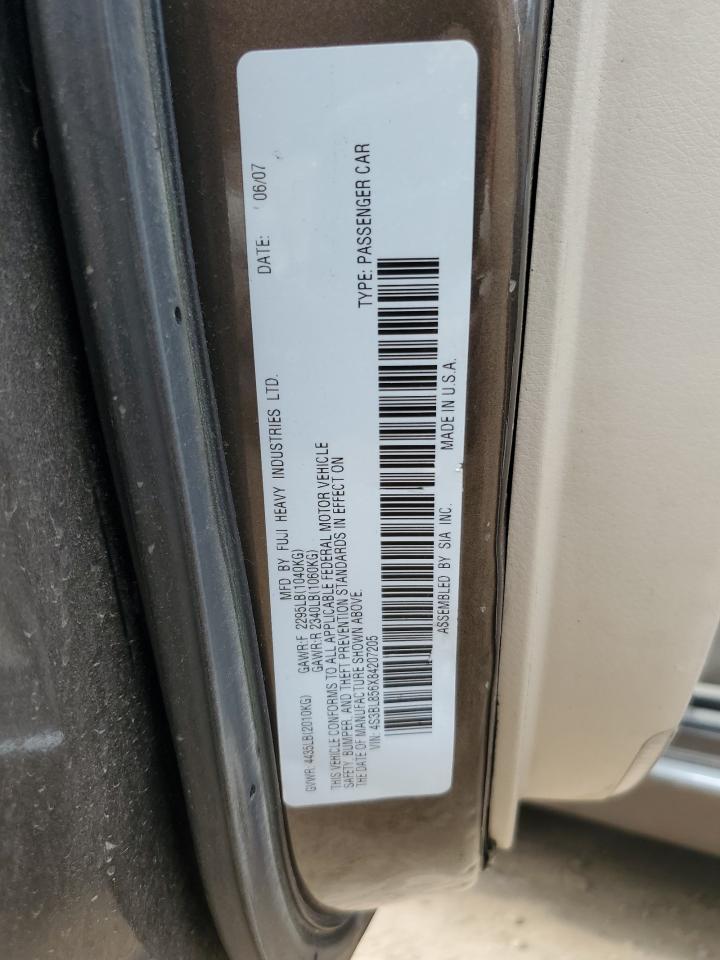 MFD BY FUJI HEAVY INDUSTRIES LTD. DATE: 06/07
GVWR: 4435LB(2010KG) GAWR:F 2295LB(1040KG)
GAWR:R 2340LB(1060KG)
THIS VEHICLE CONFORMS TO ALL APPLICABLE FEDERAL MOTOR VEHICLE
SAFETY, BUMPER, AND THEFT PREVENTION STANDARDS IN EFFECT ON
THE DATE OF MANUFACTURE SHOWN ABOVE.
VIN: 4S3BL856X84207205 TYPE: PASSENGER CAR
ASSEMBLED BY SIA INC. MADE IN U.S.A.